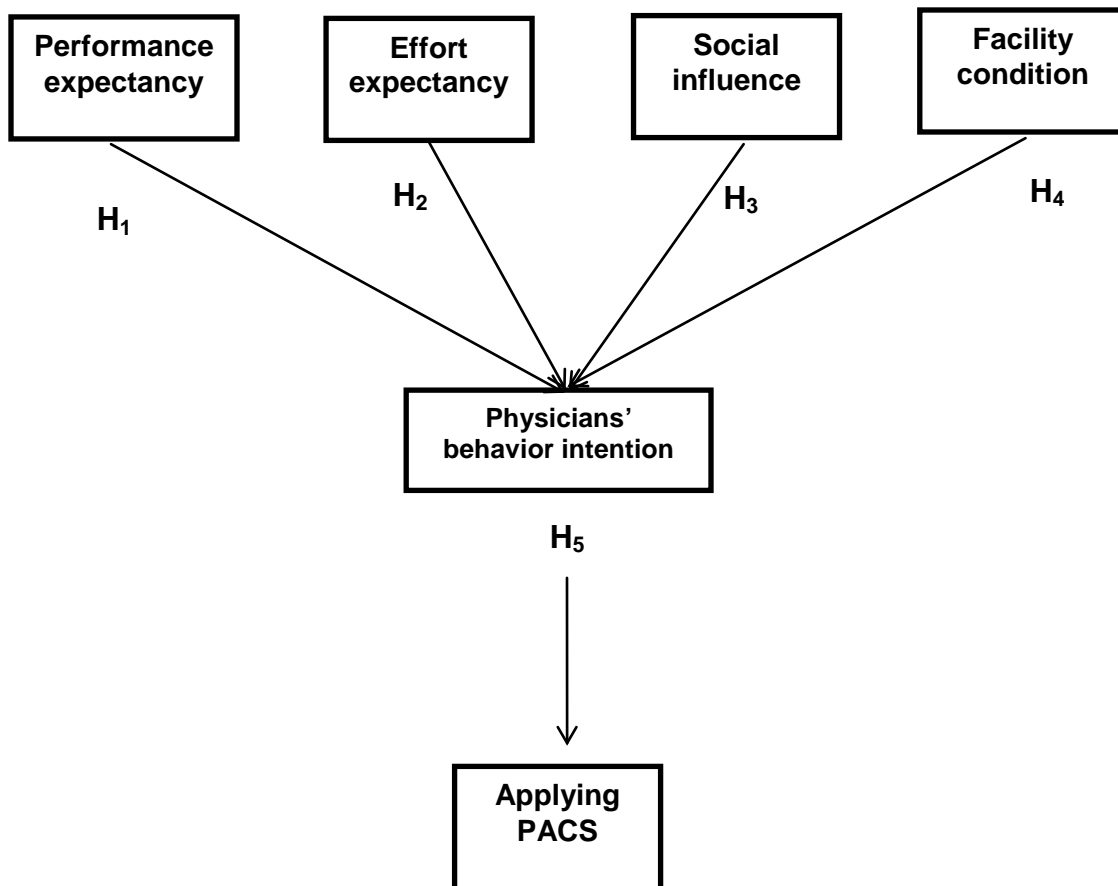 Performance
expectancy
Effort
expectancy
Social
influence
Facility
condition
H₁
H₂
H₃
H₄
Physicians’
behavior intention
H₅
Applying
PACS